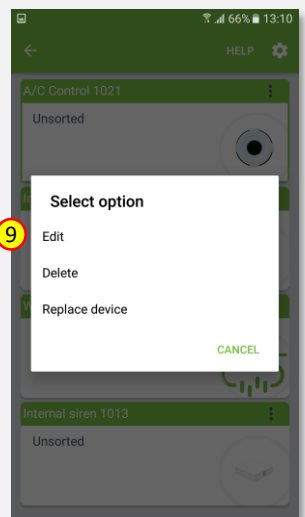 66% 13:10
HELP
A/C Control 1021
Unsorted
In
Select option
9
Edit
Delete
W
Replace device
CANCEL
Internal siren 1013
Unsorted